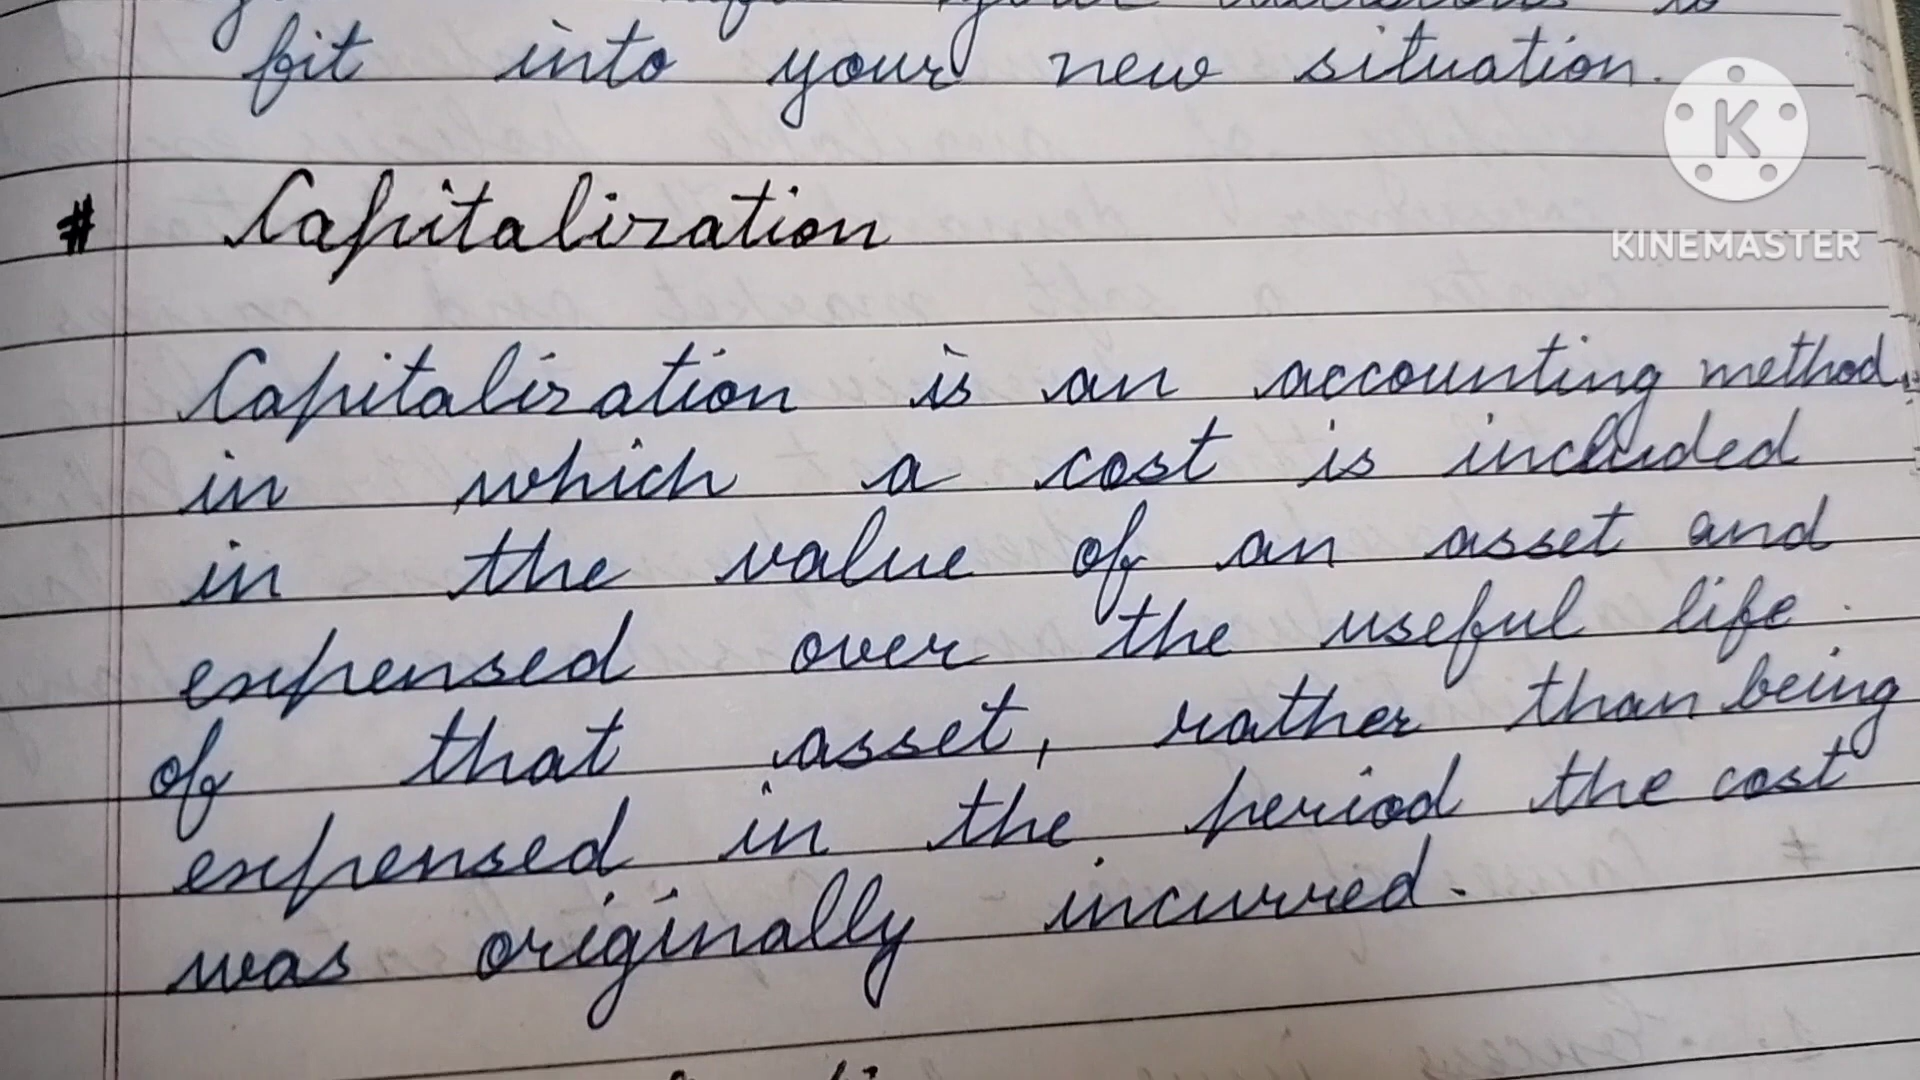 fit into your new situation.
K
KINEMASTER
# Capitalization
Capitalization is an accounting method
in which a cost is included
in the value of an asset and
expensed over the useful life
of that asset, rather than being
expensed in the period the cost
was originally incurred.